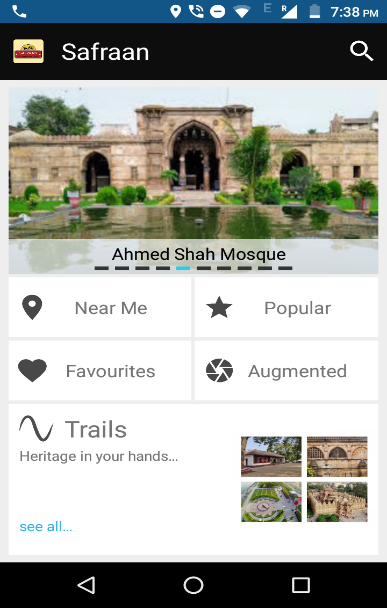 E R 7:38 PM
Safraan
Ahmed Shah Mosque
Near Me
Popular
Favourites
Augmented
Trails
Heritage in your hands...
see all...